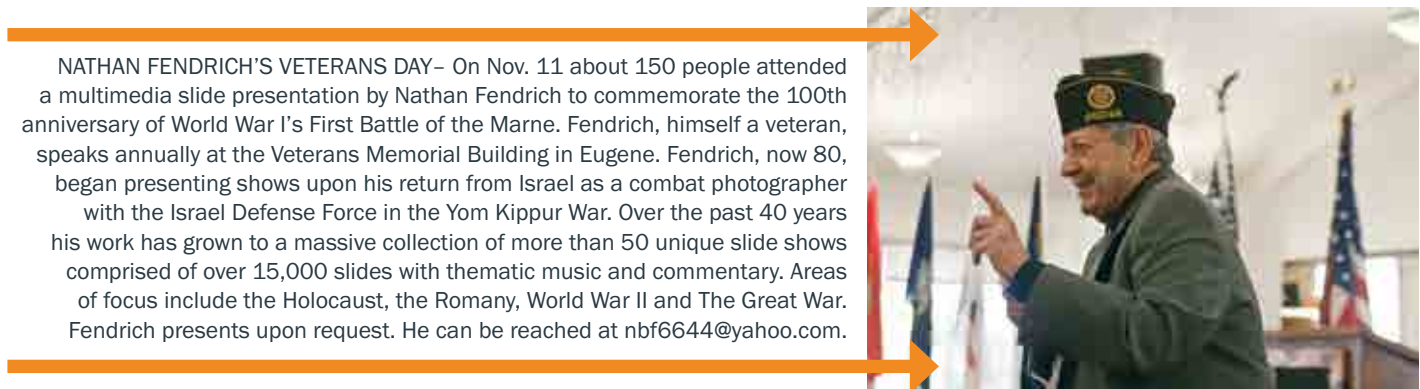 NATHAN FENDRICH'S VETERANS DAY– On Nov. 11 about 150 people attended
a multimedia slide presentation by Nathan Fendrich to commemorate the 100th
anniversary of World War I's First Battle of the Marne. Fendrich, himself a veteran,
speaks annually at the Veterans Memorial Building in Eugene. Fendrich, now 80,
began presenting shows upon his return from Israel as a combat photographer
with the Israel Defense Force in the Yom Kippur War. Over the past 40 years
his work has grown to a massive collection of more than 50 unique slide shows
comprised of over 15,000 slides with thematic music and commentary. Areas
of focus include the Holocaust, the Romany, World War II and The Great War.
Fendrich presents upon request. He can be reached at nbf6644@yahoo.com.